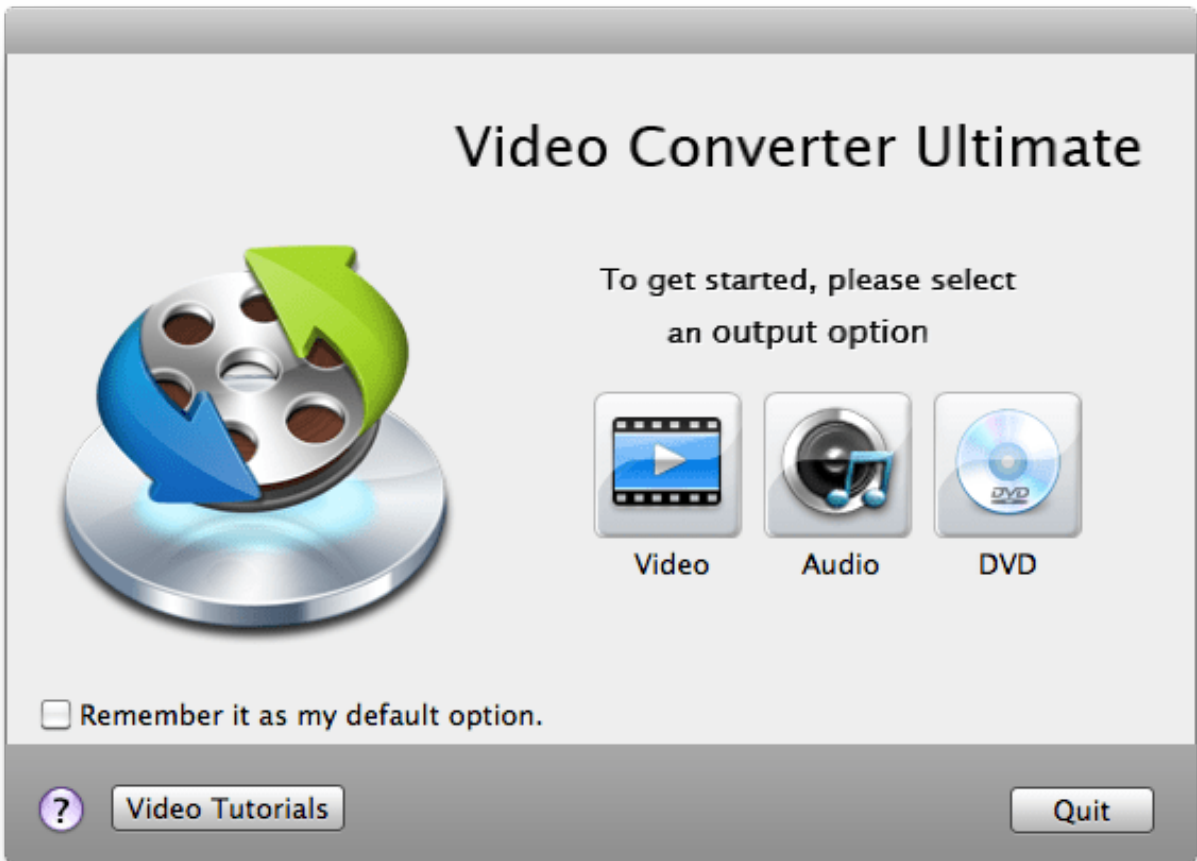 Video Converter Ultimate
To get started, please select
an output option
DVD
Video
Audio
DVD
Remember it as my default option.
?
Video Tutorials
Quit